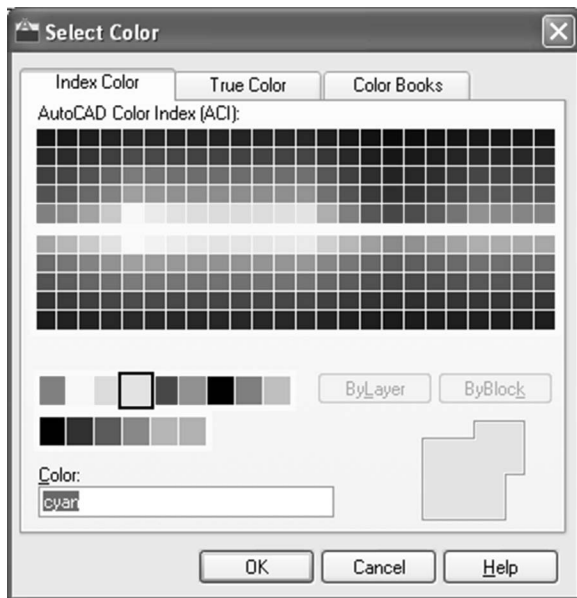 Select Color
Index Color
True Color
Color Books
AutoCAD Color Index (ACI):
ByLayer
ByBlock
Color:
cyan
OK
Cancel
Help